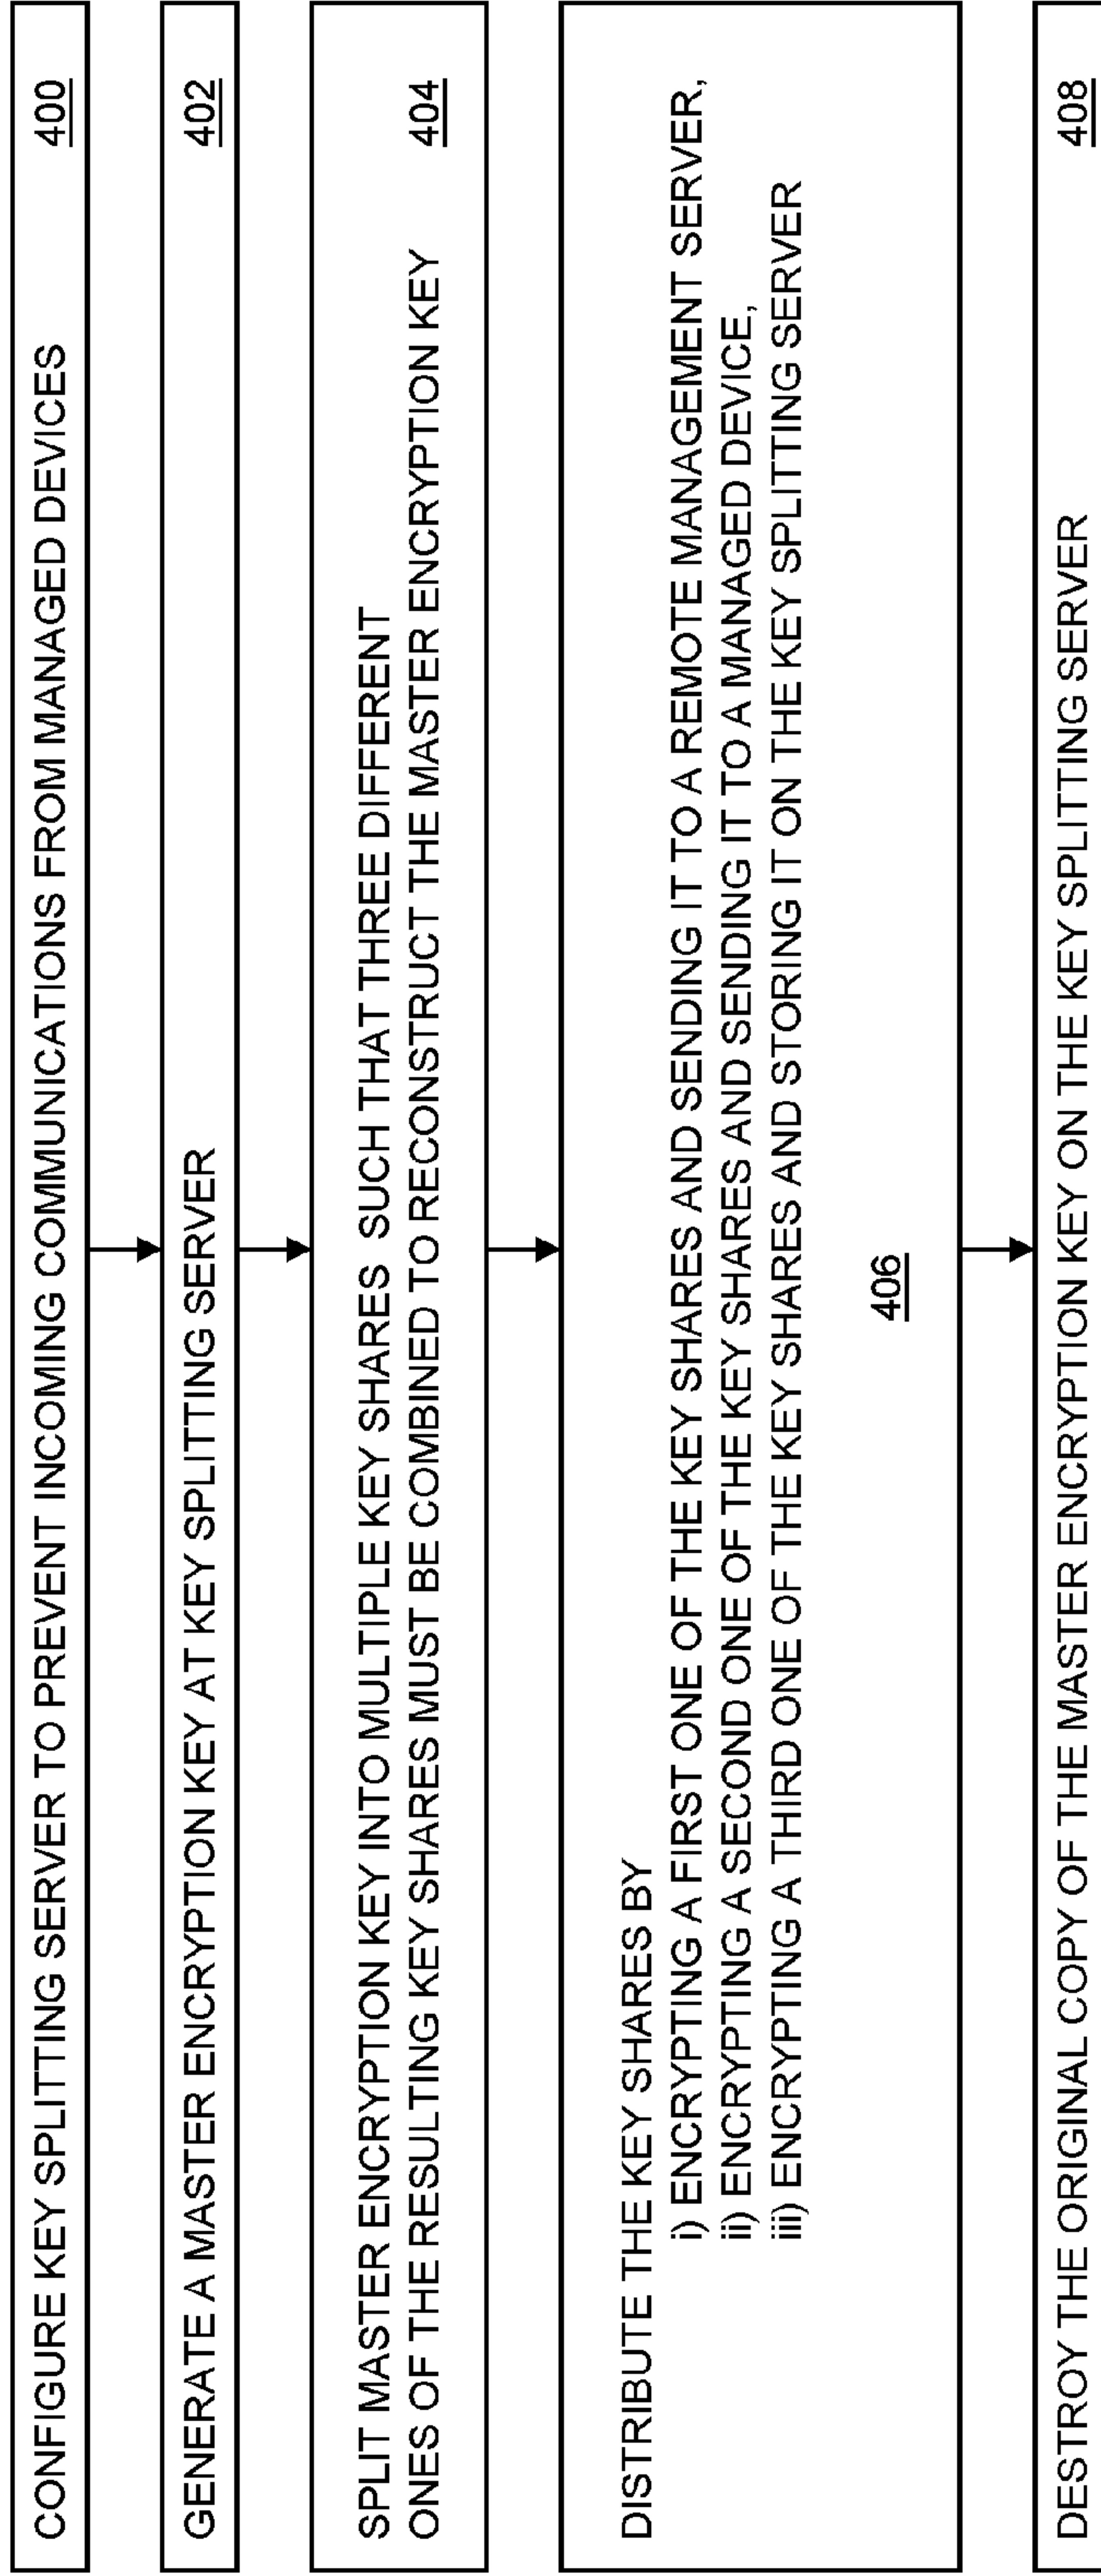 CONFIGURE KEY SPLITTING SERVER TO PREVENT INCOMING COMMUNICATIONS FROM MANAGED DEVICES 400
GENERATE A MASTER ENCRYPTION KEY AT KEY SPLITTING SERVER 402
SPLIT MASTER ENCRYPTION KEY INTO MULTIPLE KEY SHARES SUCH THAT THREE DIFFERENT
ONES OF THE RESULTING KEY SHARES MUST BE COMBINED TO RECONSTRUCT THE MASTER ENCRYPTION KEY 404
DISTRIBUTE THE KEY SHARES BY
i) ENCRYPTING A FIRST ONE OF THE KEY SHARES AND SENDING IT TO A REMOTE MANAGEMENT SERVER,
ii) ENCRYPTING A SECOND ONE OF THE KEY SHARES AND SENDING IT TO A MANAGED DEVICE,
iii) ENCRYPTING A THIRD ONE OF THE KEY SHARES AND STORING IT ON THE KEY SPLITTING SERVER
406
DESTROY THE ORIGINAL COPY OF THE MASTER ENCRYPTION KEY ON THE KEY SPLITTING SERVER 408